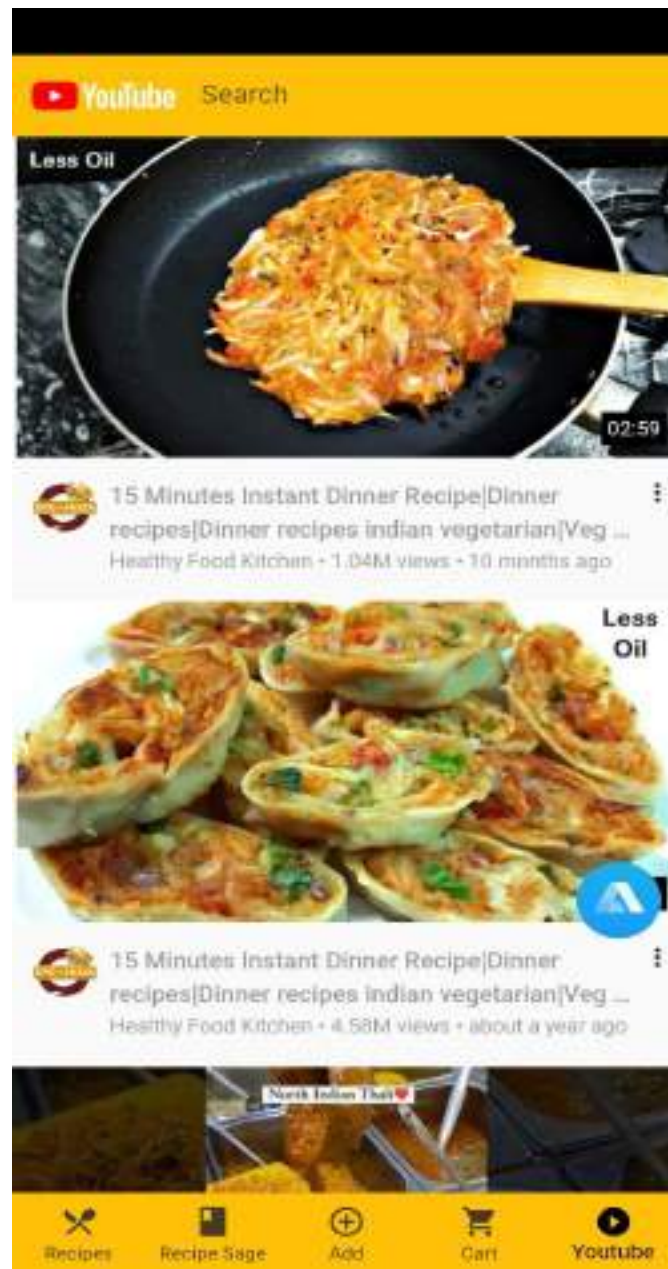 YouTube Search
Less Oil
02:59
15 Minutes Instant Dinner Recipe|Dinner
recipes|Dinner recipes indian vegetarian|Veg ...
Healthy Food Kitchen • 1.04M views • 10 months ago
Less
Oil
15 Minutes Instant Dinner Recipe|Dinner
recipes|Dinner recipes indian vegetarian|Veg ...
Healthy Food Kitchen • 4.58M views • about a year ago
North Indian Thali❤
Recipes Recipe Sage Add Cart Youtube